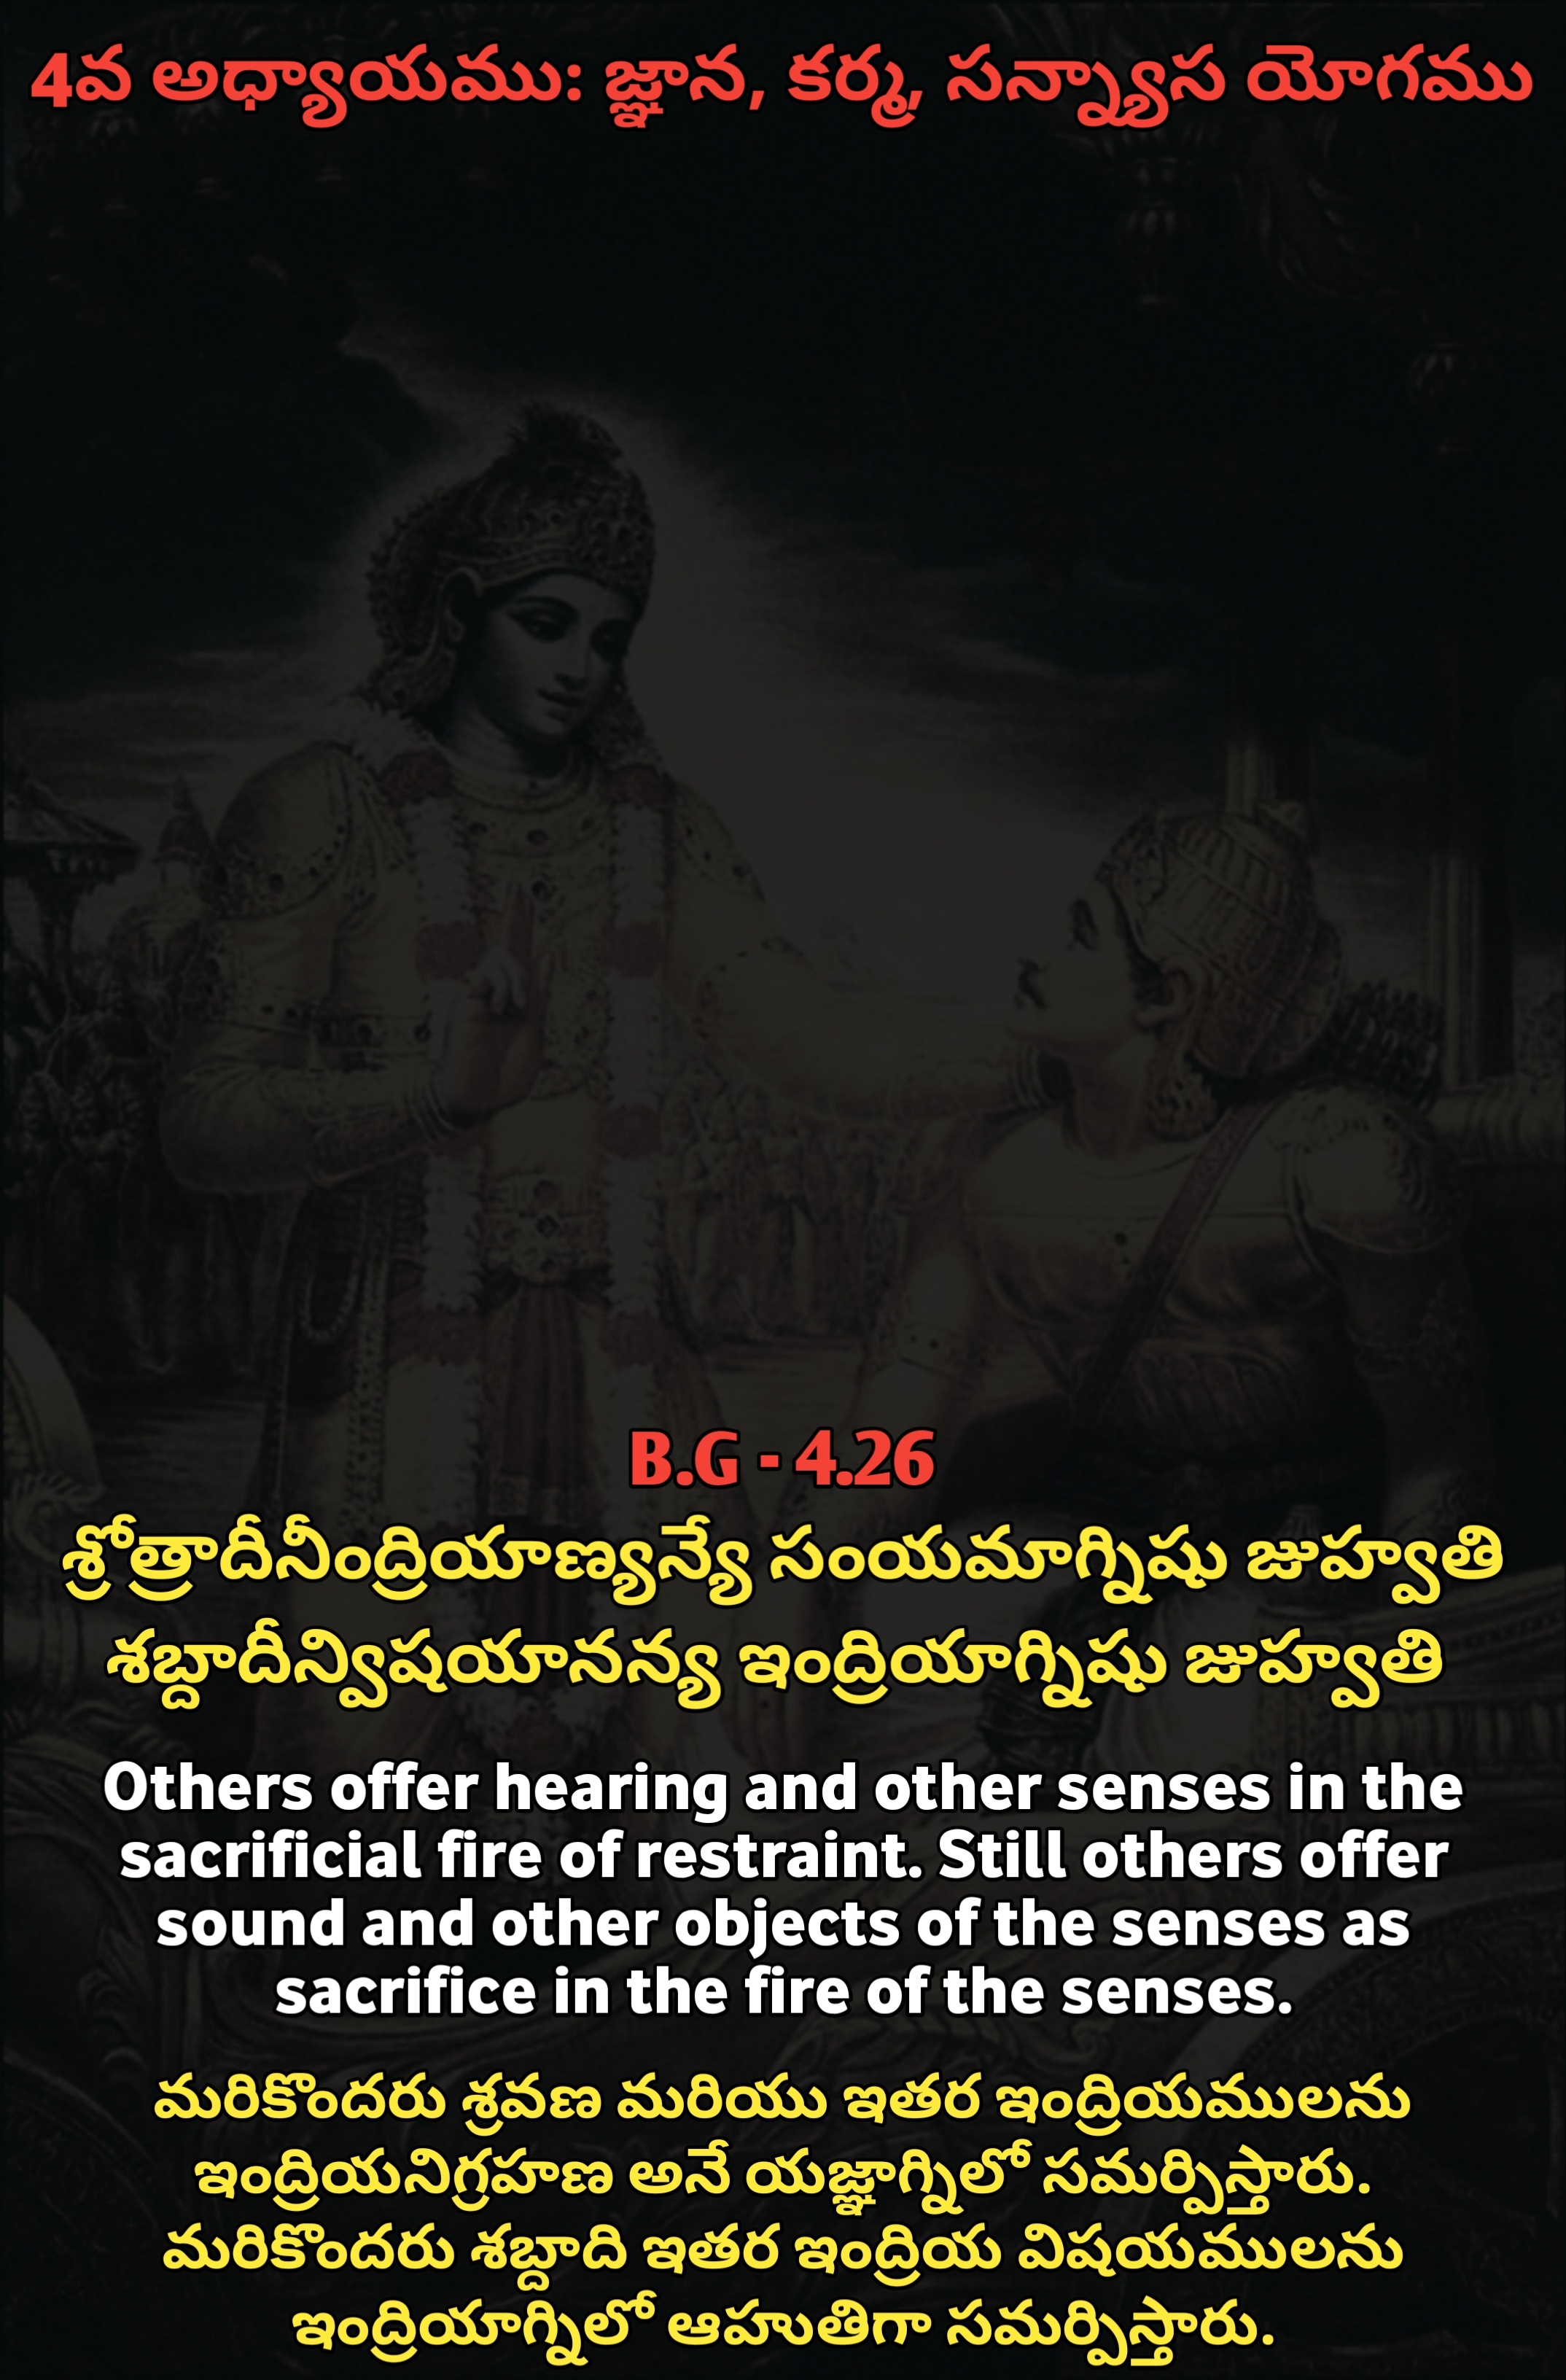 4వ అధ్యాయము: జ్ఞాన, కర్మ, సన్న్యాస యోగము
B.G - 4.26
శ్రోత్రాదీనీంద్రియాణ్యన్యే సంయమాగ్నిషు జుహ్వతి
శబ్దాదీన్విషయానన్య ఇంద్రియాగ్నిషు జుహ్వతి
Others offer hearing and other senses in the
sacrificial fire of restraint. Still others offer
sound and other objects of the senses as
sacrifice in the fire of the senses.
మరికొందరు శ్రవణ మరియు ఇతర ఇంద్రియములను
ఇంద్రియనిగ్రహణ అనే యజ్ఞాగ్నిలో సమర్పిస్తారు.
మరికొందరు శబ్దాది ఇతర ఇంద్రియ విషయములను
ఇంద్రియాగ్నిలో ఆహుతిగా సమర్పిస్తారు.